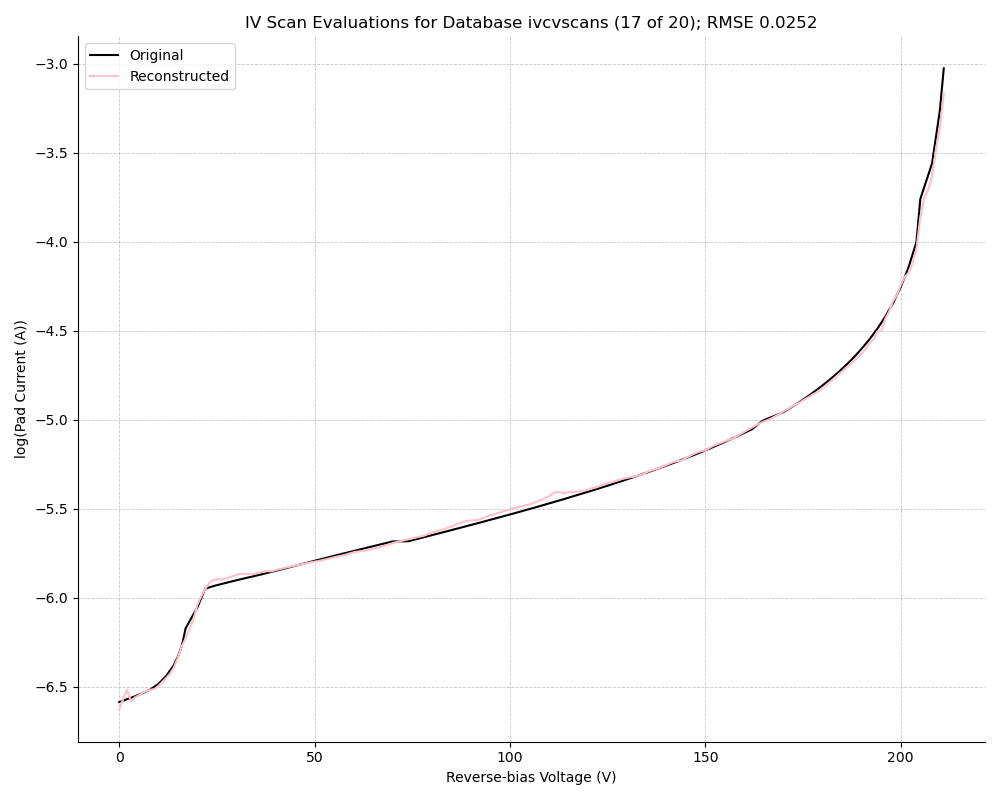 IV Scan Evaluations for Database ivcvscans (17 of 20); RMSE 0.0252
Original
Reconstructed
−3.0
−3.5
−4.0
−4.5
−5.0
−5.5
−6.0
−6.5
log(Pad Current (A))
0
50
100
150
200
Reverse-bias Voltage (V)